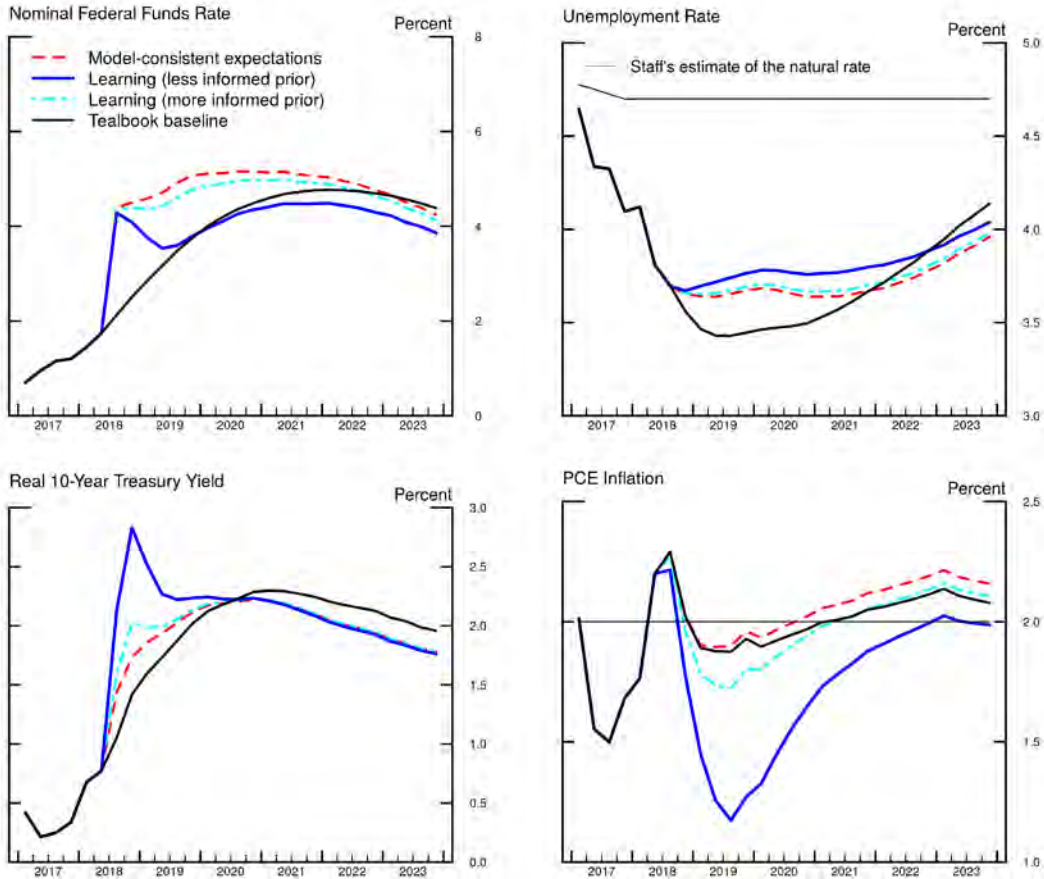 Nominal Federal Funds Rate
Percent
Model-consistent expectations
Learning (less informed prior)
Learning (more informed prior)
Tealbook baseline
8
6
4
2
0
2017 2018 2019 2020 2021 2022 2023
Unemployment Rate
Percent
Staff's estimate of the natural rate
5.0
4.5
4.0
3.5
3.0
2017 2018 2019 2020 2021 2022 2023
Real 10-Year Treasury Yield
Percent
3.0
2.5
2.0
1.5
1.0
0.5
0.0
2017 2018 2019 2020 2021 2022 2023
PCE Inflation
Percent
2.5
2.0
1.5
1.0
2017 2018 2019 2020 2021 2022 2023